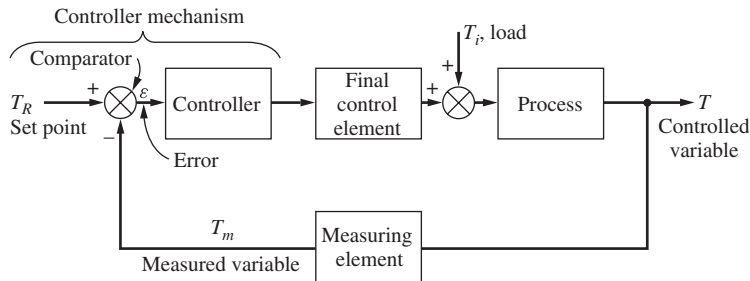 Controller mechanism
Comparator
T_i, load
+
+
ε
+
Controller
Final
control
element
Process
T_R
Set point
T
Controlled
variable
–
Error
T_m
Measured variable
Measuring
element